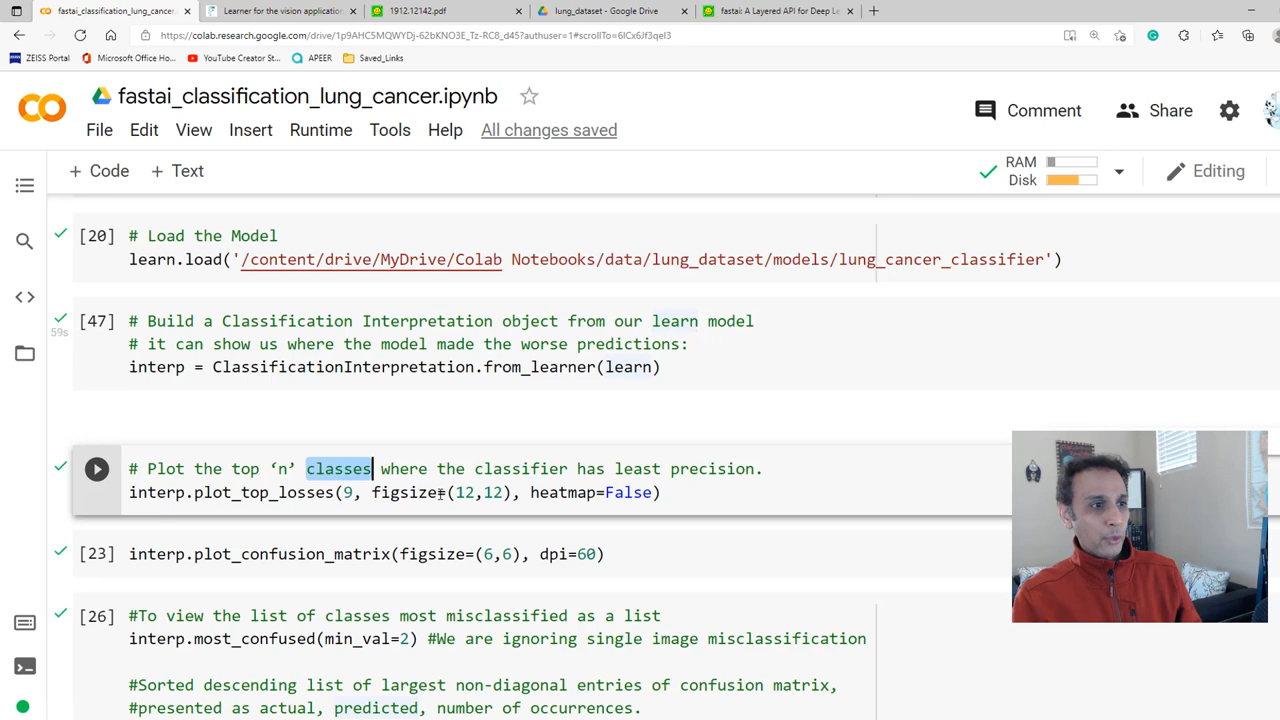 fastai_classification_lung_cancer
Learner for the vision application
1912.12142.pdf
lung_dataset - Google Drive
fastai: A Layered API for Deep Le
https://colab.research.google.com/drive/1p9AHC5MQWYDj-62bKNO3E_Tz-RC8_d45?authuser=1#scrollTo=6lCx6Jf3qeI3
ZEISS Portal
Microsoft Office Ho...
YouTube Creator St...
APEER
Saved_Links
fastai_classification_lung_cancer.ipynb
Comment
Share
File Edit View Insert Runtime Tools Help All changes saved
+ Code + Text
RAM
Disk
Editing
[20] # Load the Model
learn.load('/content/drive/MyDrive/Colab Notebooks/data/lung_dataset/models/lung_cancer_classifier')
[47] # Build a Classification Interpretation object from our learn model
59s
# it can show us where the model made the worse predictions:
interp = ClassificationInterpretation.from_learner(learn)
# Plot the top ‘n’ classes where the classifier has least precision.
interp.plot_top_losses(9, figsize=(12,12), heatmap=False)
[23] interp.plot_confusion_matrix(figsize=(6,6), dpi=60)
[26] #To view the list of classes most misclassified as a list
interp.most_confused(min_val=2) #We are ignoring single image misclassification
#Sorted descending list of largest non-diagonal entries of confusion matrix,
#presented as actual, predicted, number of occurrences.